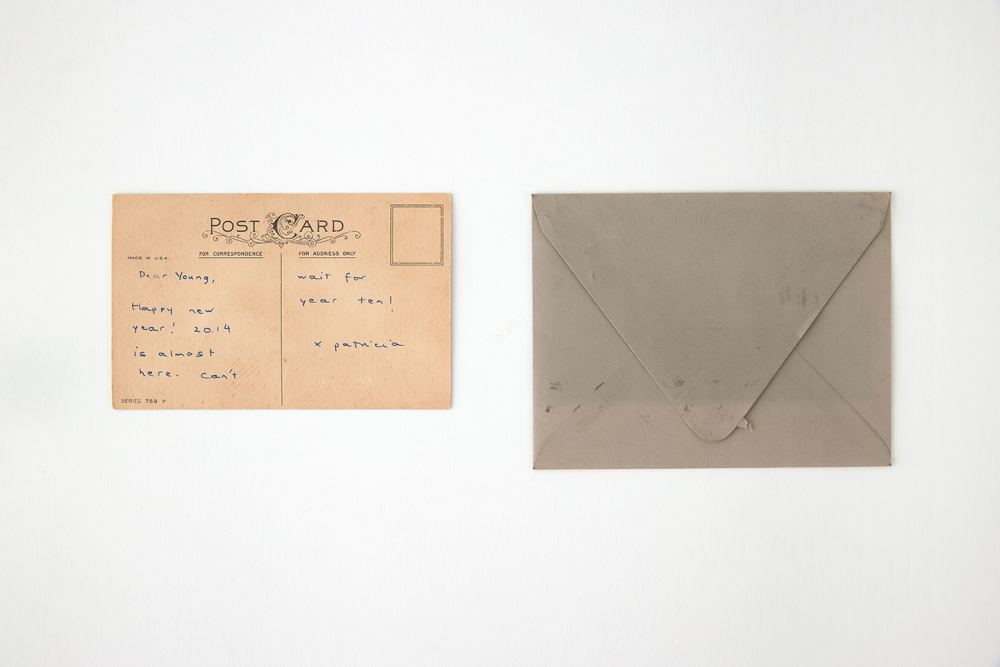 POST CARD
MADE IN U.S.A.
FOR CORRESPONDENCE
FOR ADDRESS ONLY
Dear Young,
Happy new
year! 2014
is almost
here. Can't
wait for
year ten!
x patricia
SERIES 759 F